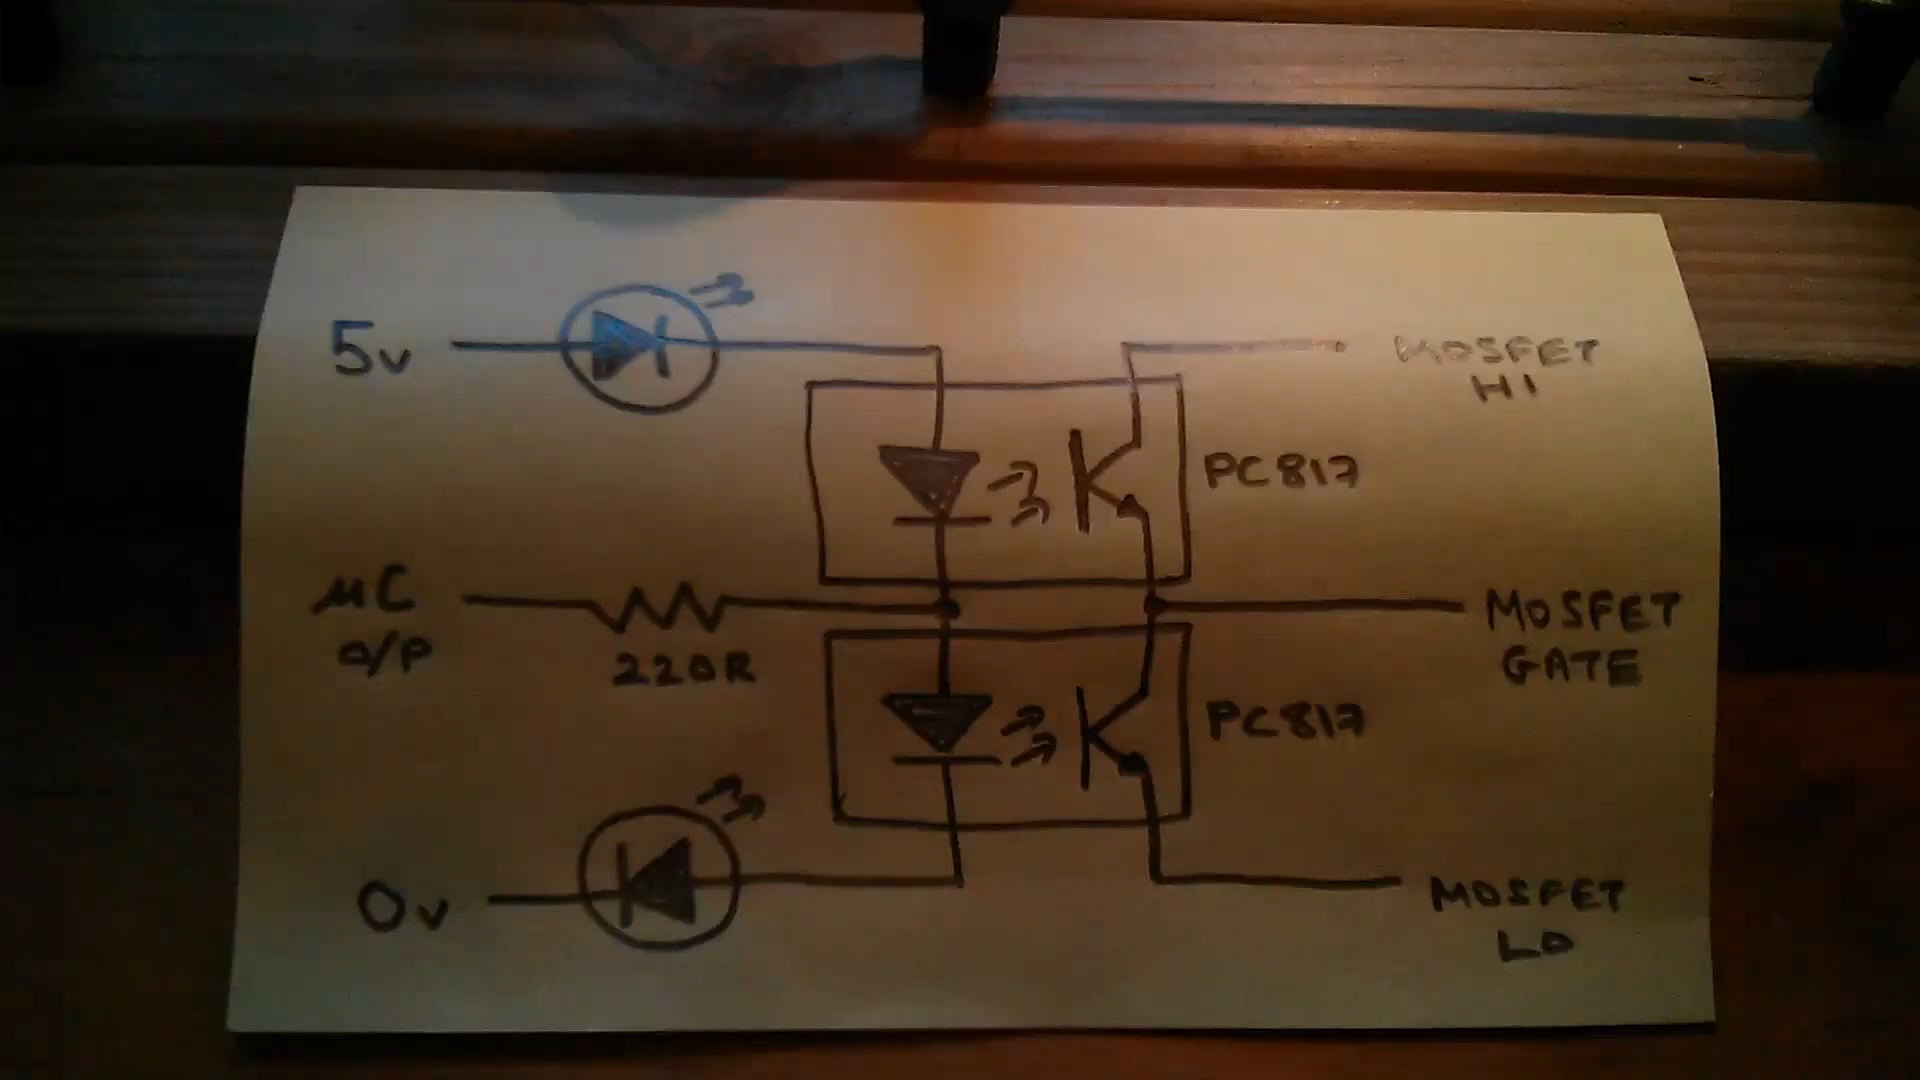 5v
MOSFET
HI
PC817
μC
O/P
220R
MOSFET
GATE
PC817
0v
MOSFET
LO